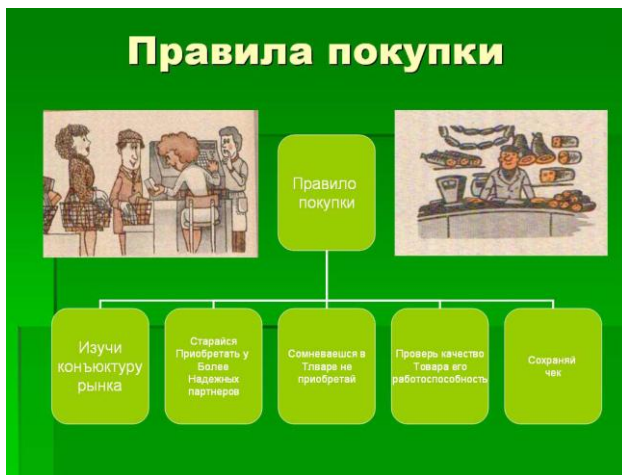 Правила покупки
Правило
покупки
Изучи
конъюктуру
рынка
Старайся
Приобретать у
Более
Надежных
партнеров
Сомневаешся в
Тлваре не
приобретай
Проверь качество
Товара его
работоспособность
Сохраняй
чек